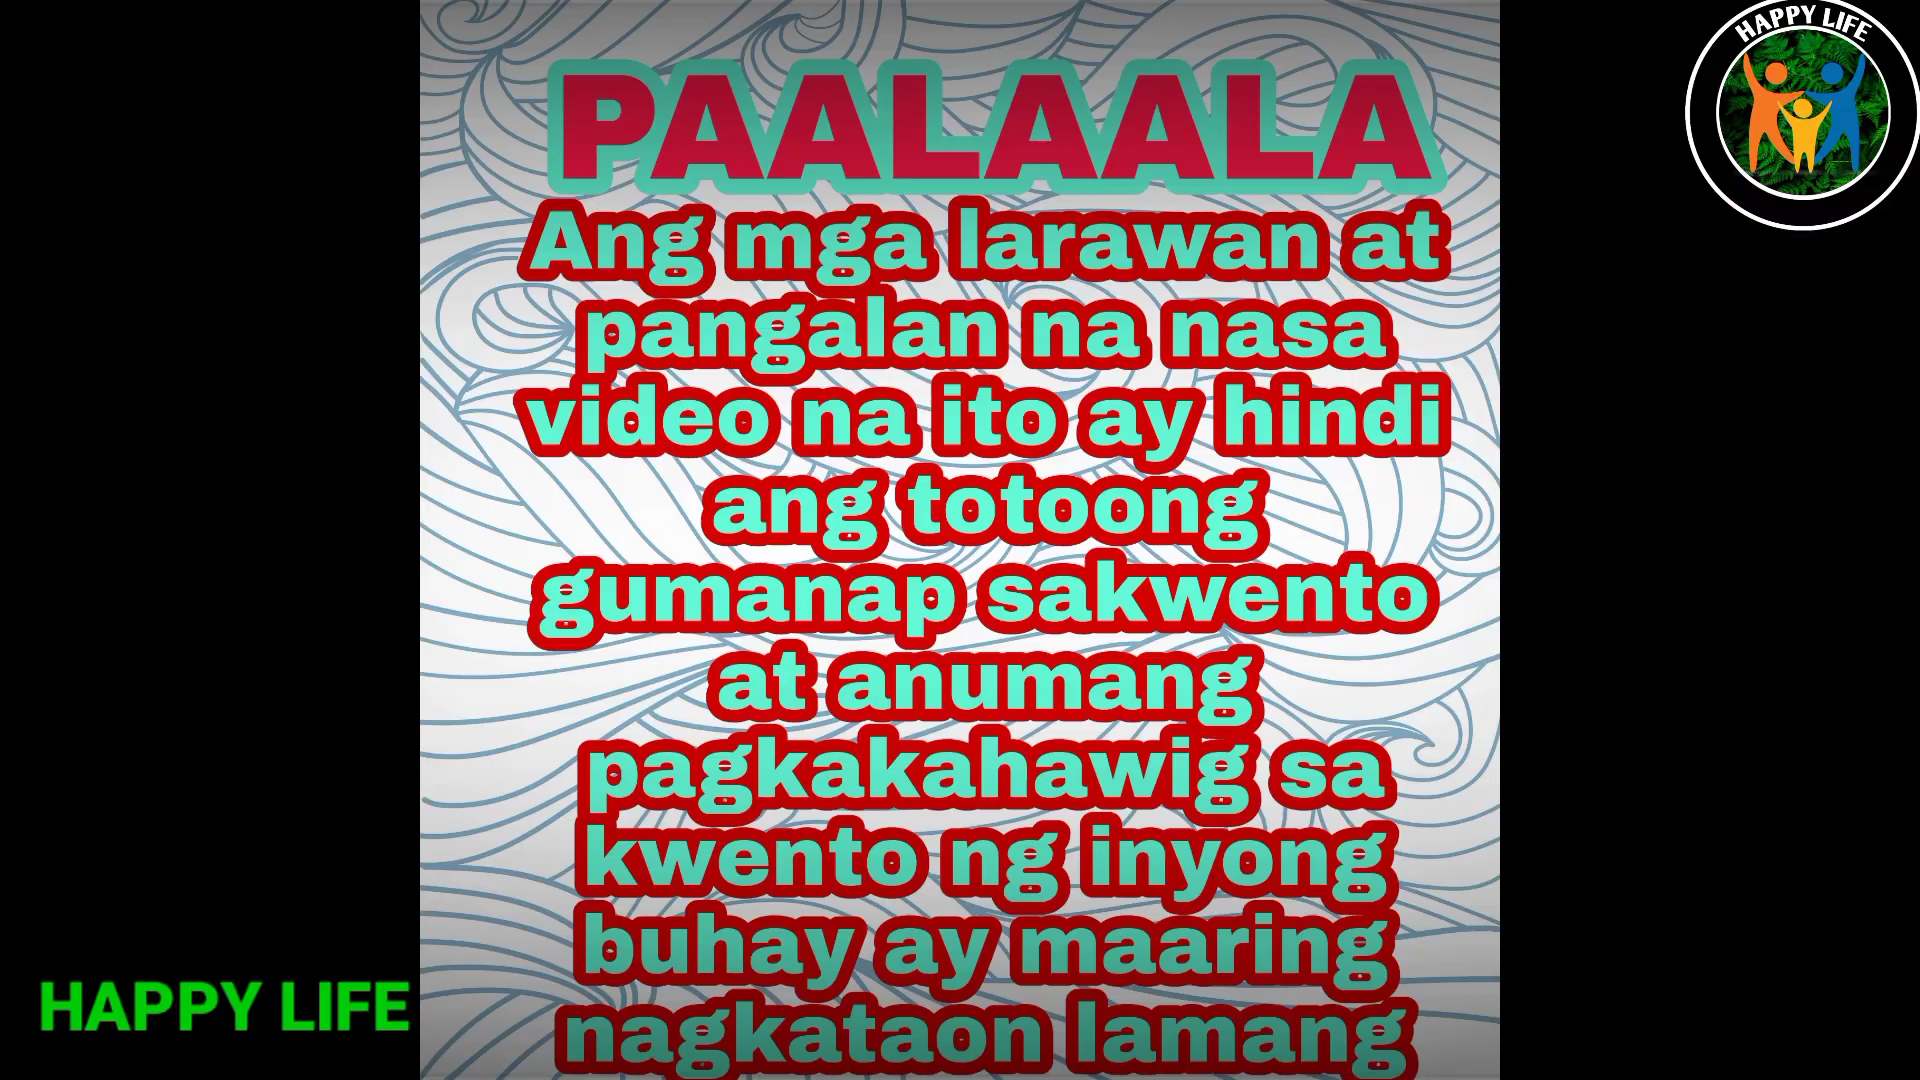 HAPPY LIFE
PAALAALA
Ang mga larawan at
pangalan na nasa
video na ito ay hindi
ang totoong
gumanap sakwento
at anumang
pagkakahawig sa
kwento ng inyong
buhay ay maaring
nagkataon lamang
HAPPY LIFE